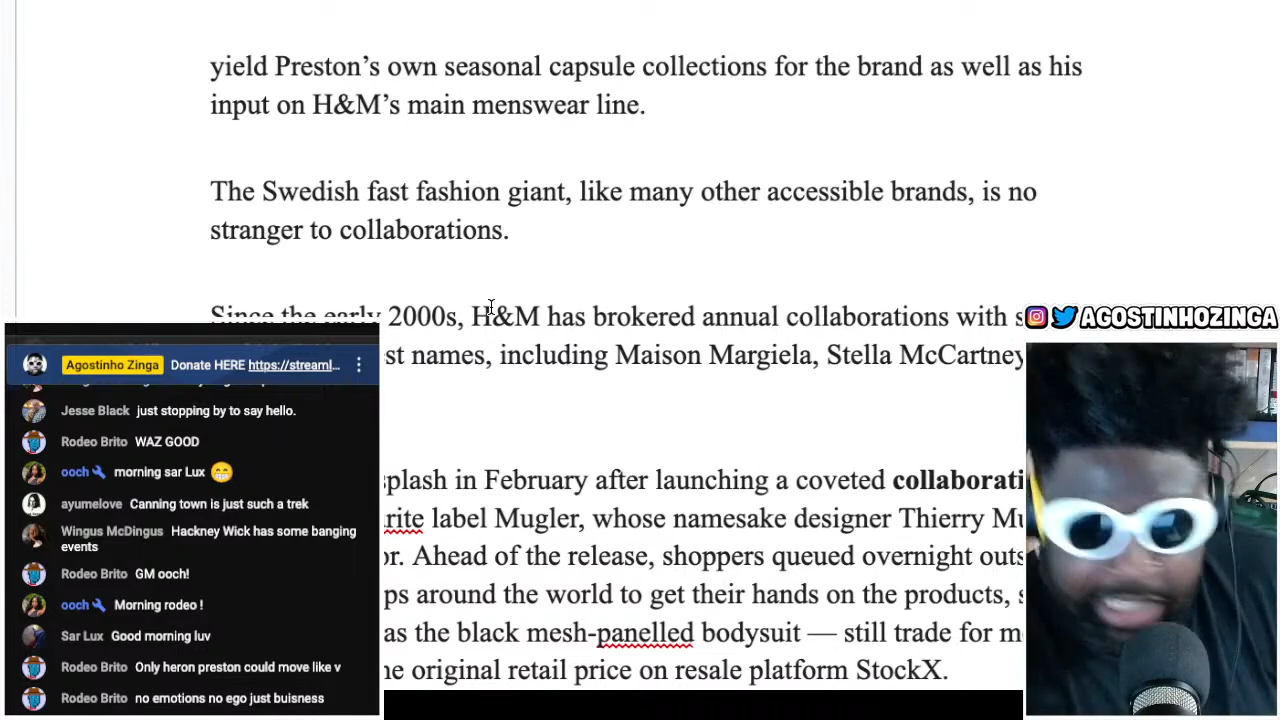 yield Preston’s own seasonal capsule collections for the brand as well as his
input on H&M’s main menswear line.
The Swedish fast fashion giant, like many other accessible brands, is no
stranger to collaborations.
Since the early 2000s, H&M has brokered annual collaborations with s
st names, including Maison Margiela, Stella McCartney
splash in February after launching a coveted collaborati
rite label Mugler, whose namesake designer Thierry Mu
or. Ahead of the release, shoppers queued overnight outs
ps around the world to get their hands on the products, s
as the black mesh-panelled bodysuit — still trade for m
he original retail price on resale platform StockX.
Agostinho Zinga Donate HERE https://streaml...
Jesse Black just stopping by to say hello.
Rodeo Brito WAZ GOOD
ooch morning sar Lux
ayumelove Canning town is just such a trek
Wingus McDingus Hackney Wick has some banging
events
Rodeo Brito GM ooch!
ooch Morning rodeo !
Sar Lux Good morning luv
Rodeo Brito Only heron preston could move like v
Rodeo Brito no emotions no ego just buisness
AGOSTINHOZINGA